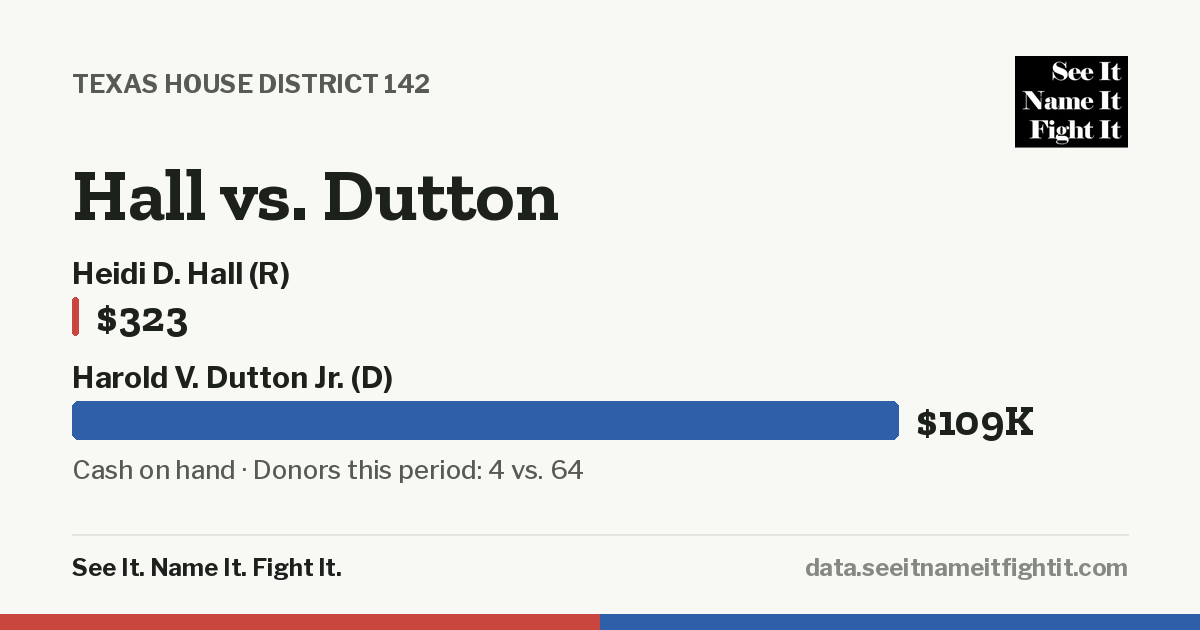 TEXAS HOUSE DISTRICT 142
See It
Name It
Fight It
Hall vs. Dutton
Heidi D. Hall (R)
$323
Harold V. Dutton Jr. (D)
$109K
Cash on hand · Donors this period: 4 vs. 64
See It. Name It. Fight It.
data.seeitnameitfightit.com